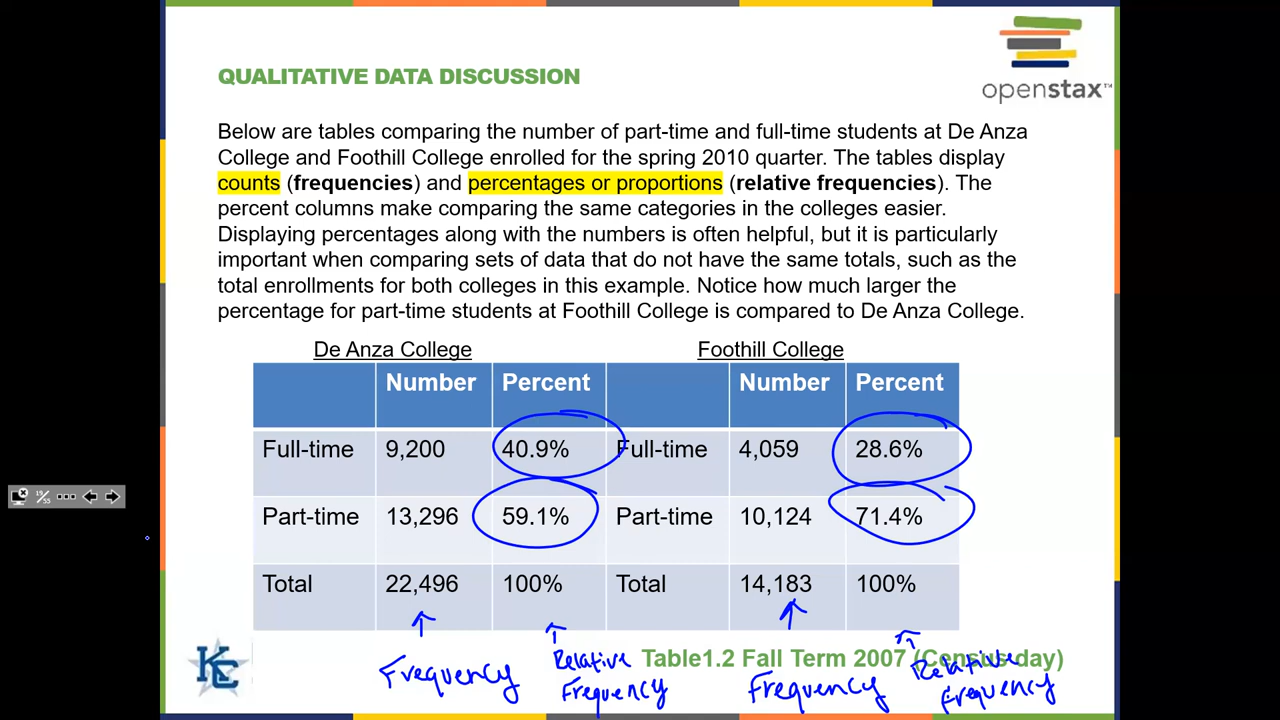 openstax™
QUALITATIVE DATA DISCUSSION
Below are tables comparing the number of part-time and full-time students at De Anza
College and Foothill College enrolled for the spring 2010 quarter. The tables display
counts (frequencies) and percentages or proportions (relative frequencies). The
percent columns make comparing the same categories in the colleges easier.
Displaying percentages along with the numbers is often helpful, but it is particularly
important when comparing sets of data that do not have the same totals, such as the
total enrollments for both colleges in this example. Notice how much larger the
percentage for part-time students at Foothill College is compared to De Anza College.
De Anza College Foothill College
Number Percent Number Percent
Full-time 9,200 40.9% Full-time 4,059 28.6%
Part-time 13,296 59.1% Part-time 10,124 71.4%
Total 22,496 100% Total 14,183 100%
KC
Table1.2 Fall Term 2007 (Census day)
Frequency Relative Frequency Frequency Relative Frequency
19/55